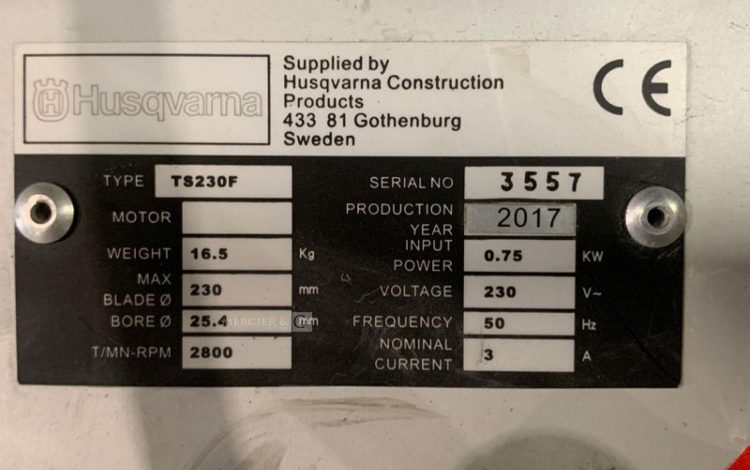 Husqvarna
Supplied by
Husqvarna Construction
Products
433 81 Gothenburg
Sweden
CE
TYPE TS230F
MOTOR
WEIGHT 16.5 Kg
MAX
BLADE Ø 230 mm
BORE Ø 25.4 mm
MERCIER &
T/MN-RPM 2800
SERIAL NO 3557
PRODUCTION
YEAR 2017
INPUT
POWER 0.75 KW
VOLTAGE 230 V~
FREQUENCY 50 Hz
NOMINAL
CURRENT 3 A